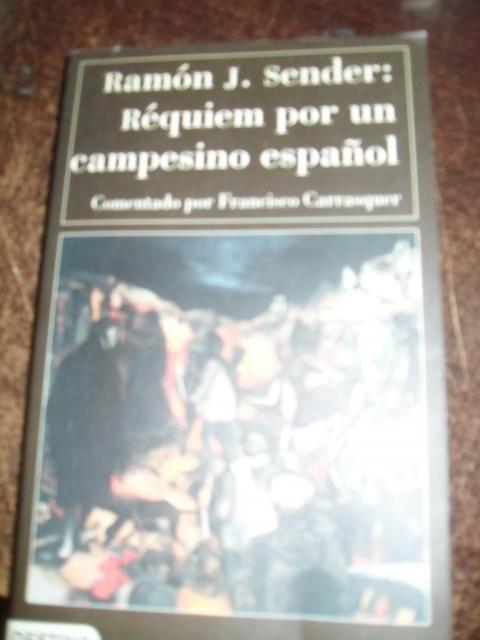 Ramón J. Sender:
Réquiem por un
campesino español
Comentado por Francisco Carrasquer